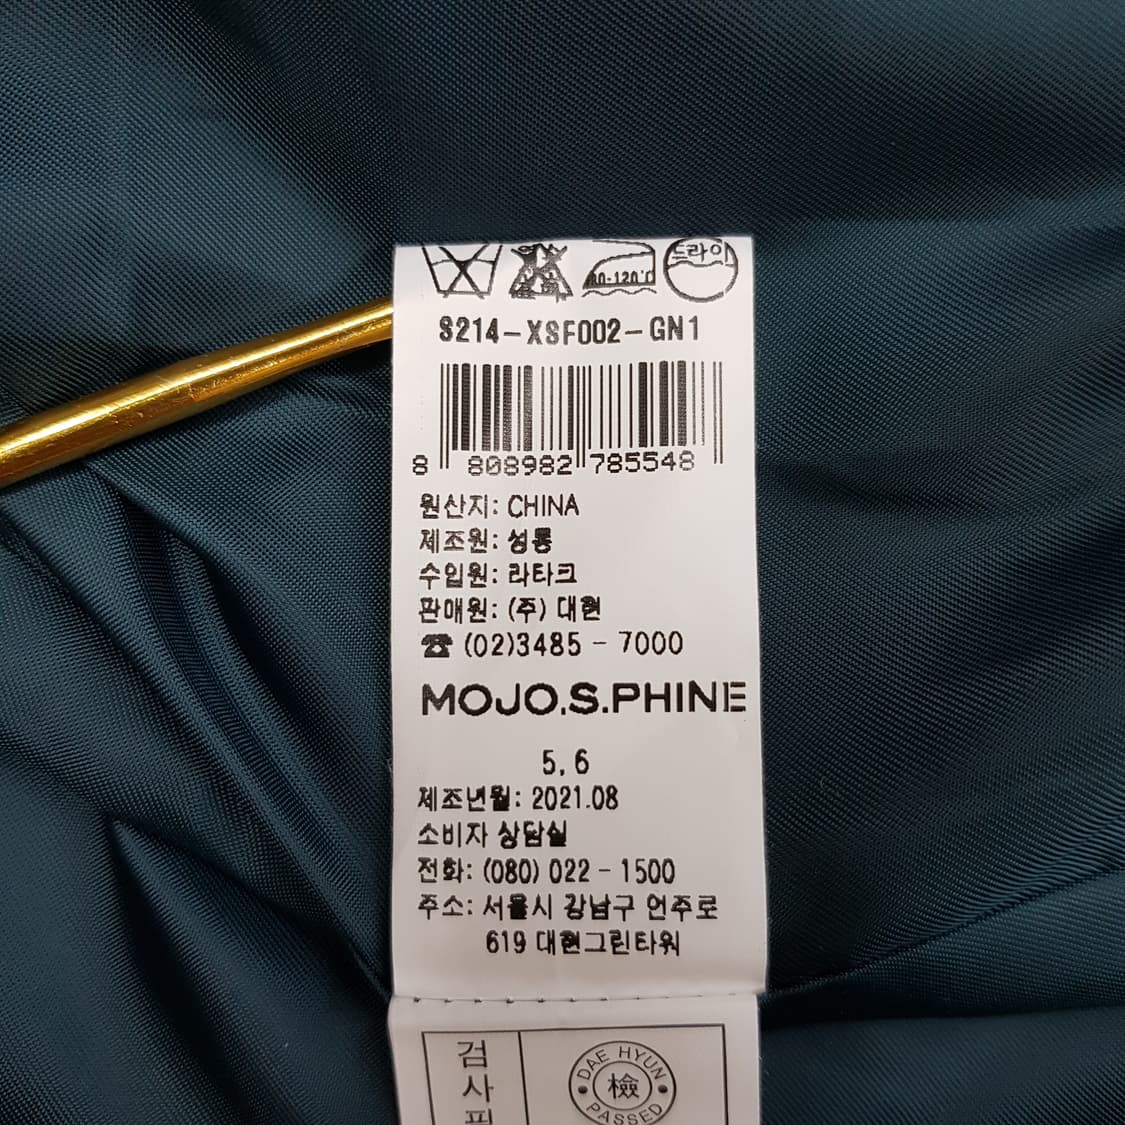 드라이
80-120℃
S214-XSF002-GN1
8 808982 785548
원산지: CHINA
제조원: 성통
수입원: 라타크
판매원: (주) 대현
☎ (02)3485 - 7000
MOJO.S.PHINE
5, 6
제조년월: 2021.08
소비자 상담실
전화: (080) 022 - 1500
주소: 서울시 강남구 언주로
619 대현그린타워
검
사
필
DAE HYUN
檢
PASSED